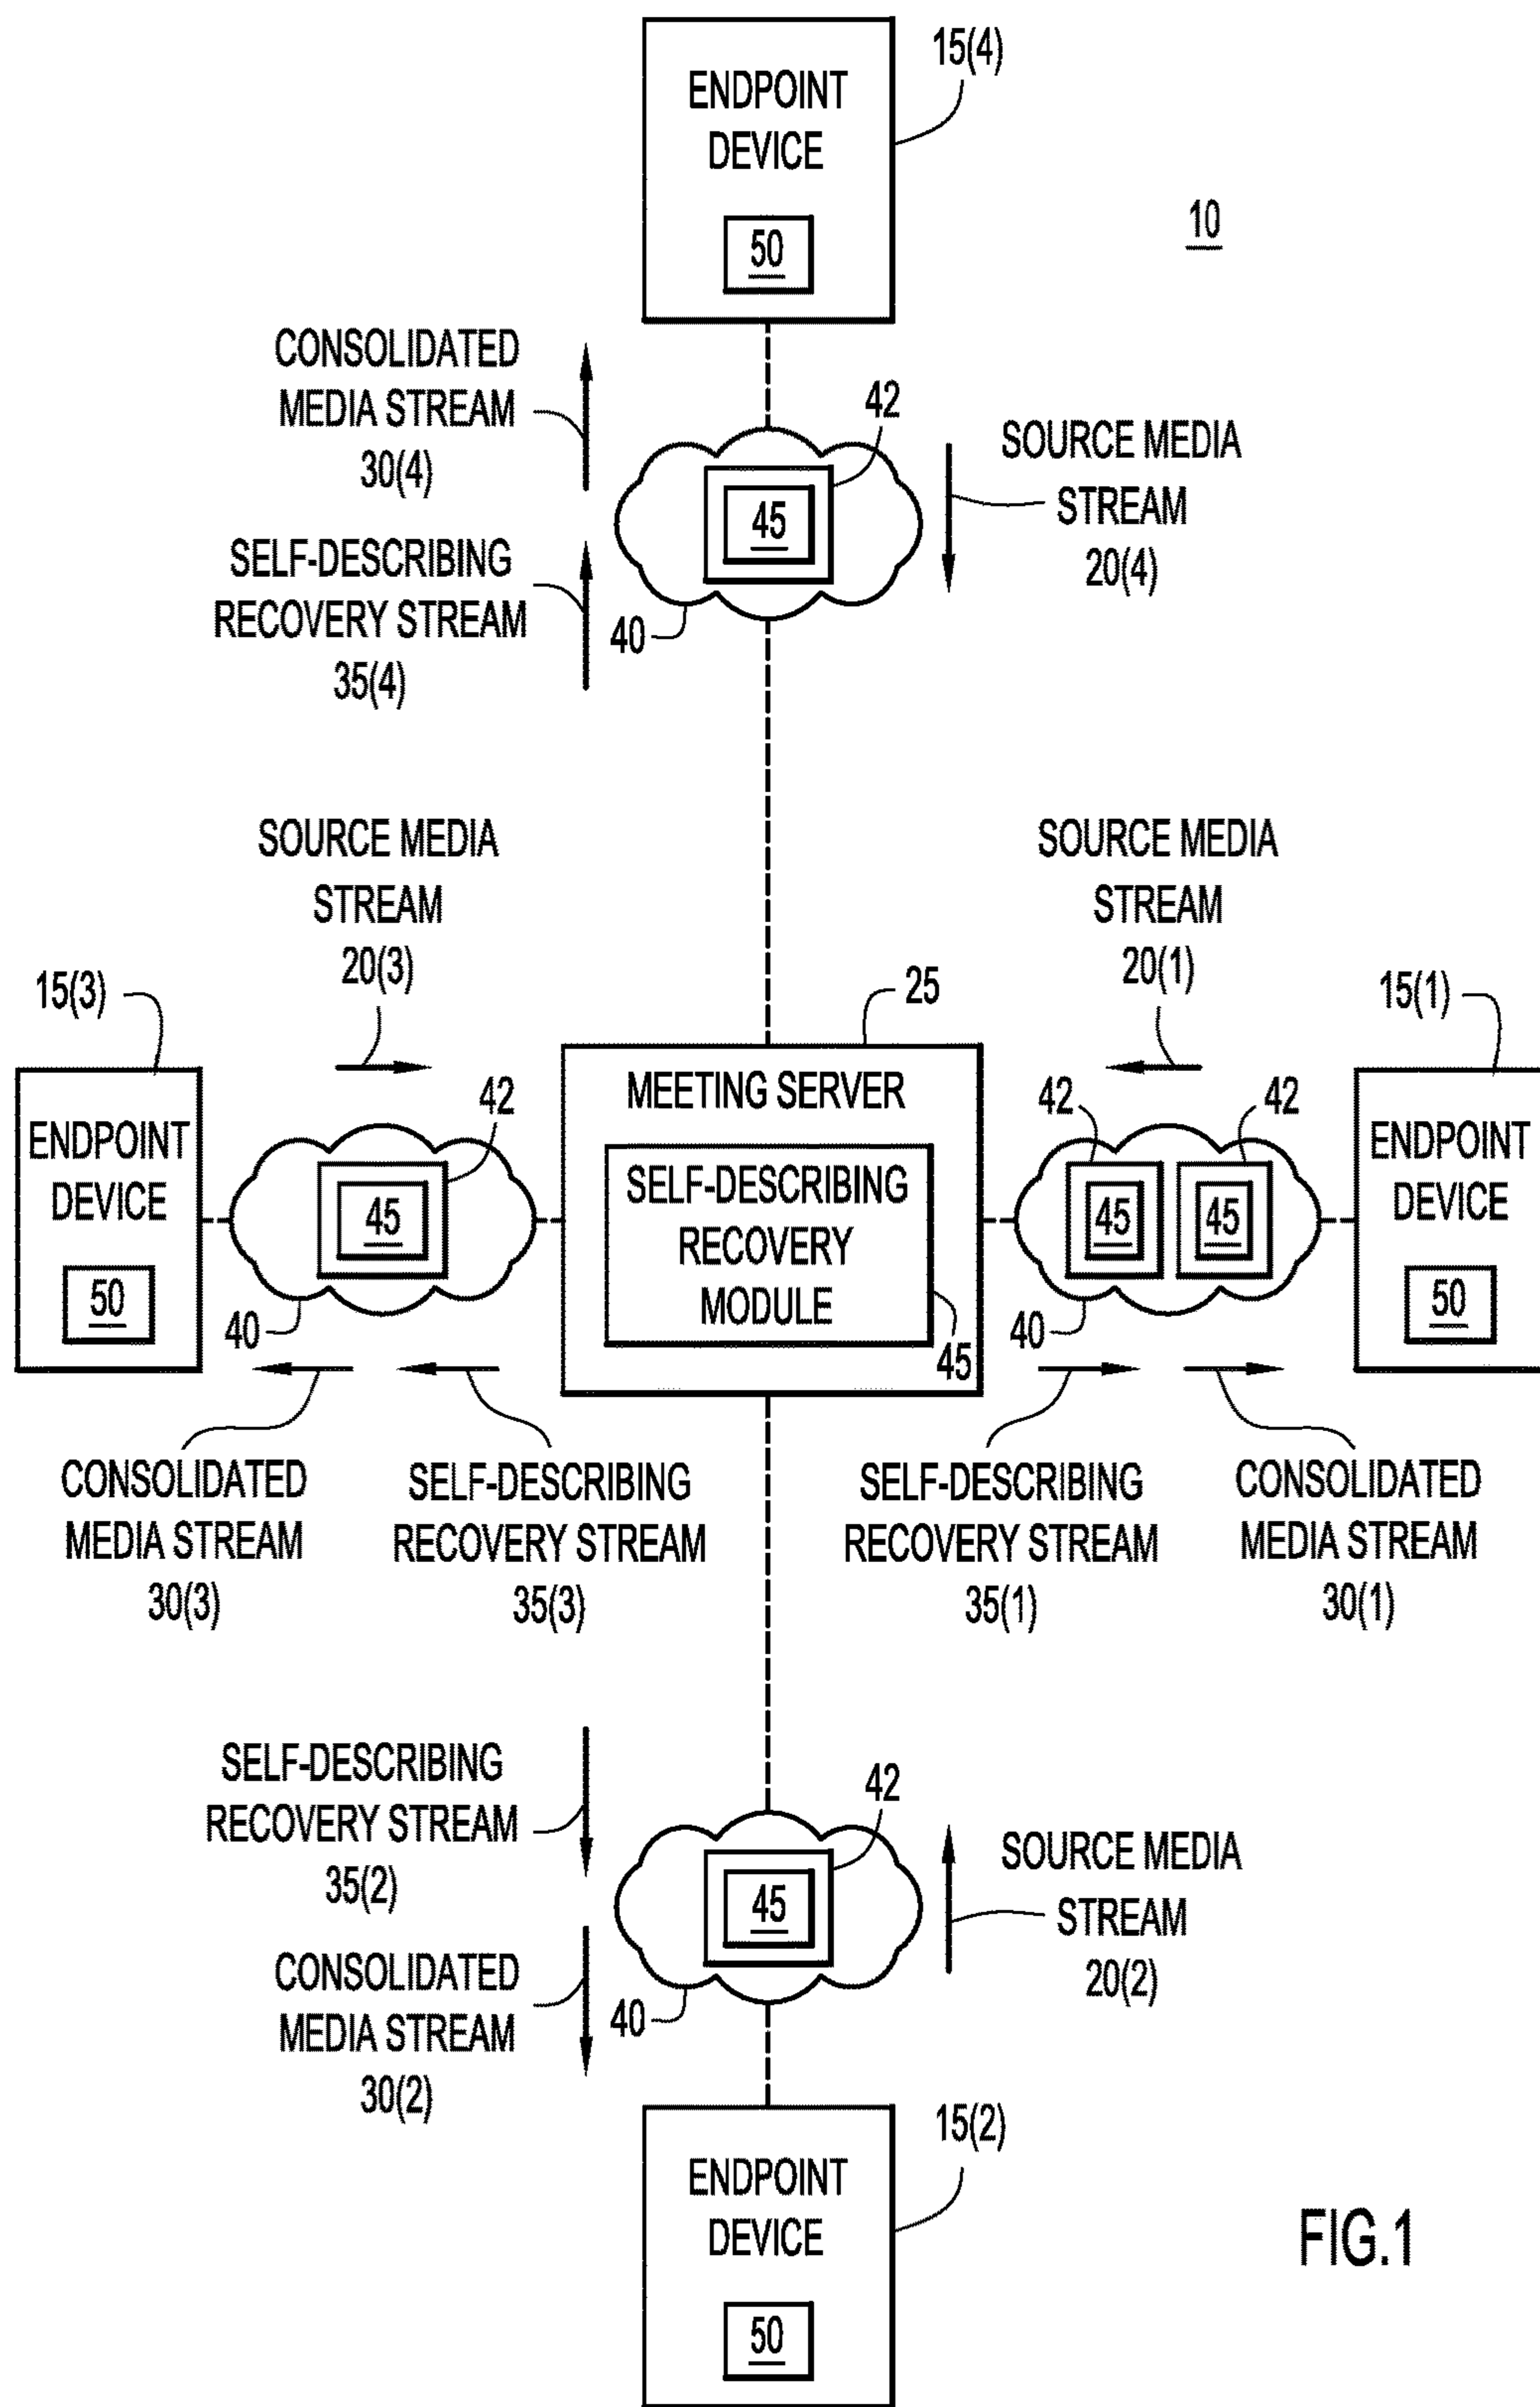 ENDPOINT
DEVICE
50
15(4)
10
CONSOLIDATED
MEDIA STREAM
30(4)
SELF-DESCRIBING
RECOVERY STREAM
35(4)
42
45
40
SOURCE MEDIA
STREAM
20(4)
SOURCE MEDIA
STREAM
20(3)
SOURCE MEDIA
STREAM
20(1)
15(3)
ENDPOINT
DEVICE
50
42
45
40
25
MEETING SERVER
SELF-DESCRIBING
RECOVERY
MODULE
45
42
42
45
45
40
15(1)
ENDPOINT
DEVICE
50
CONSOLIDATED
MEDIA STREAM
30(3)
SELF-DESCRIBING
RECOVERY STREAM
35(3)
SELF-DESCRIBING
RECOVERY STREAM
35(1)
CONSOLIDATED
MEDIA STREAM
30(1)
SELF-DESCRIBING
RECOVERY STREAM
35(2)
CONSOLIDATED
MEDIA STREAM
30(2)
42
45
40
SOURCE MEDIA
STREAM
20(2)
15(2)
ENDPOINT
DEVICE
50
FIG.1